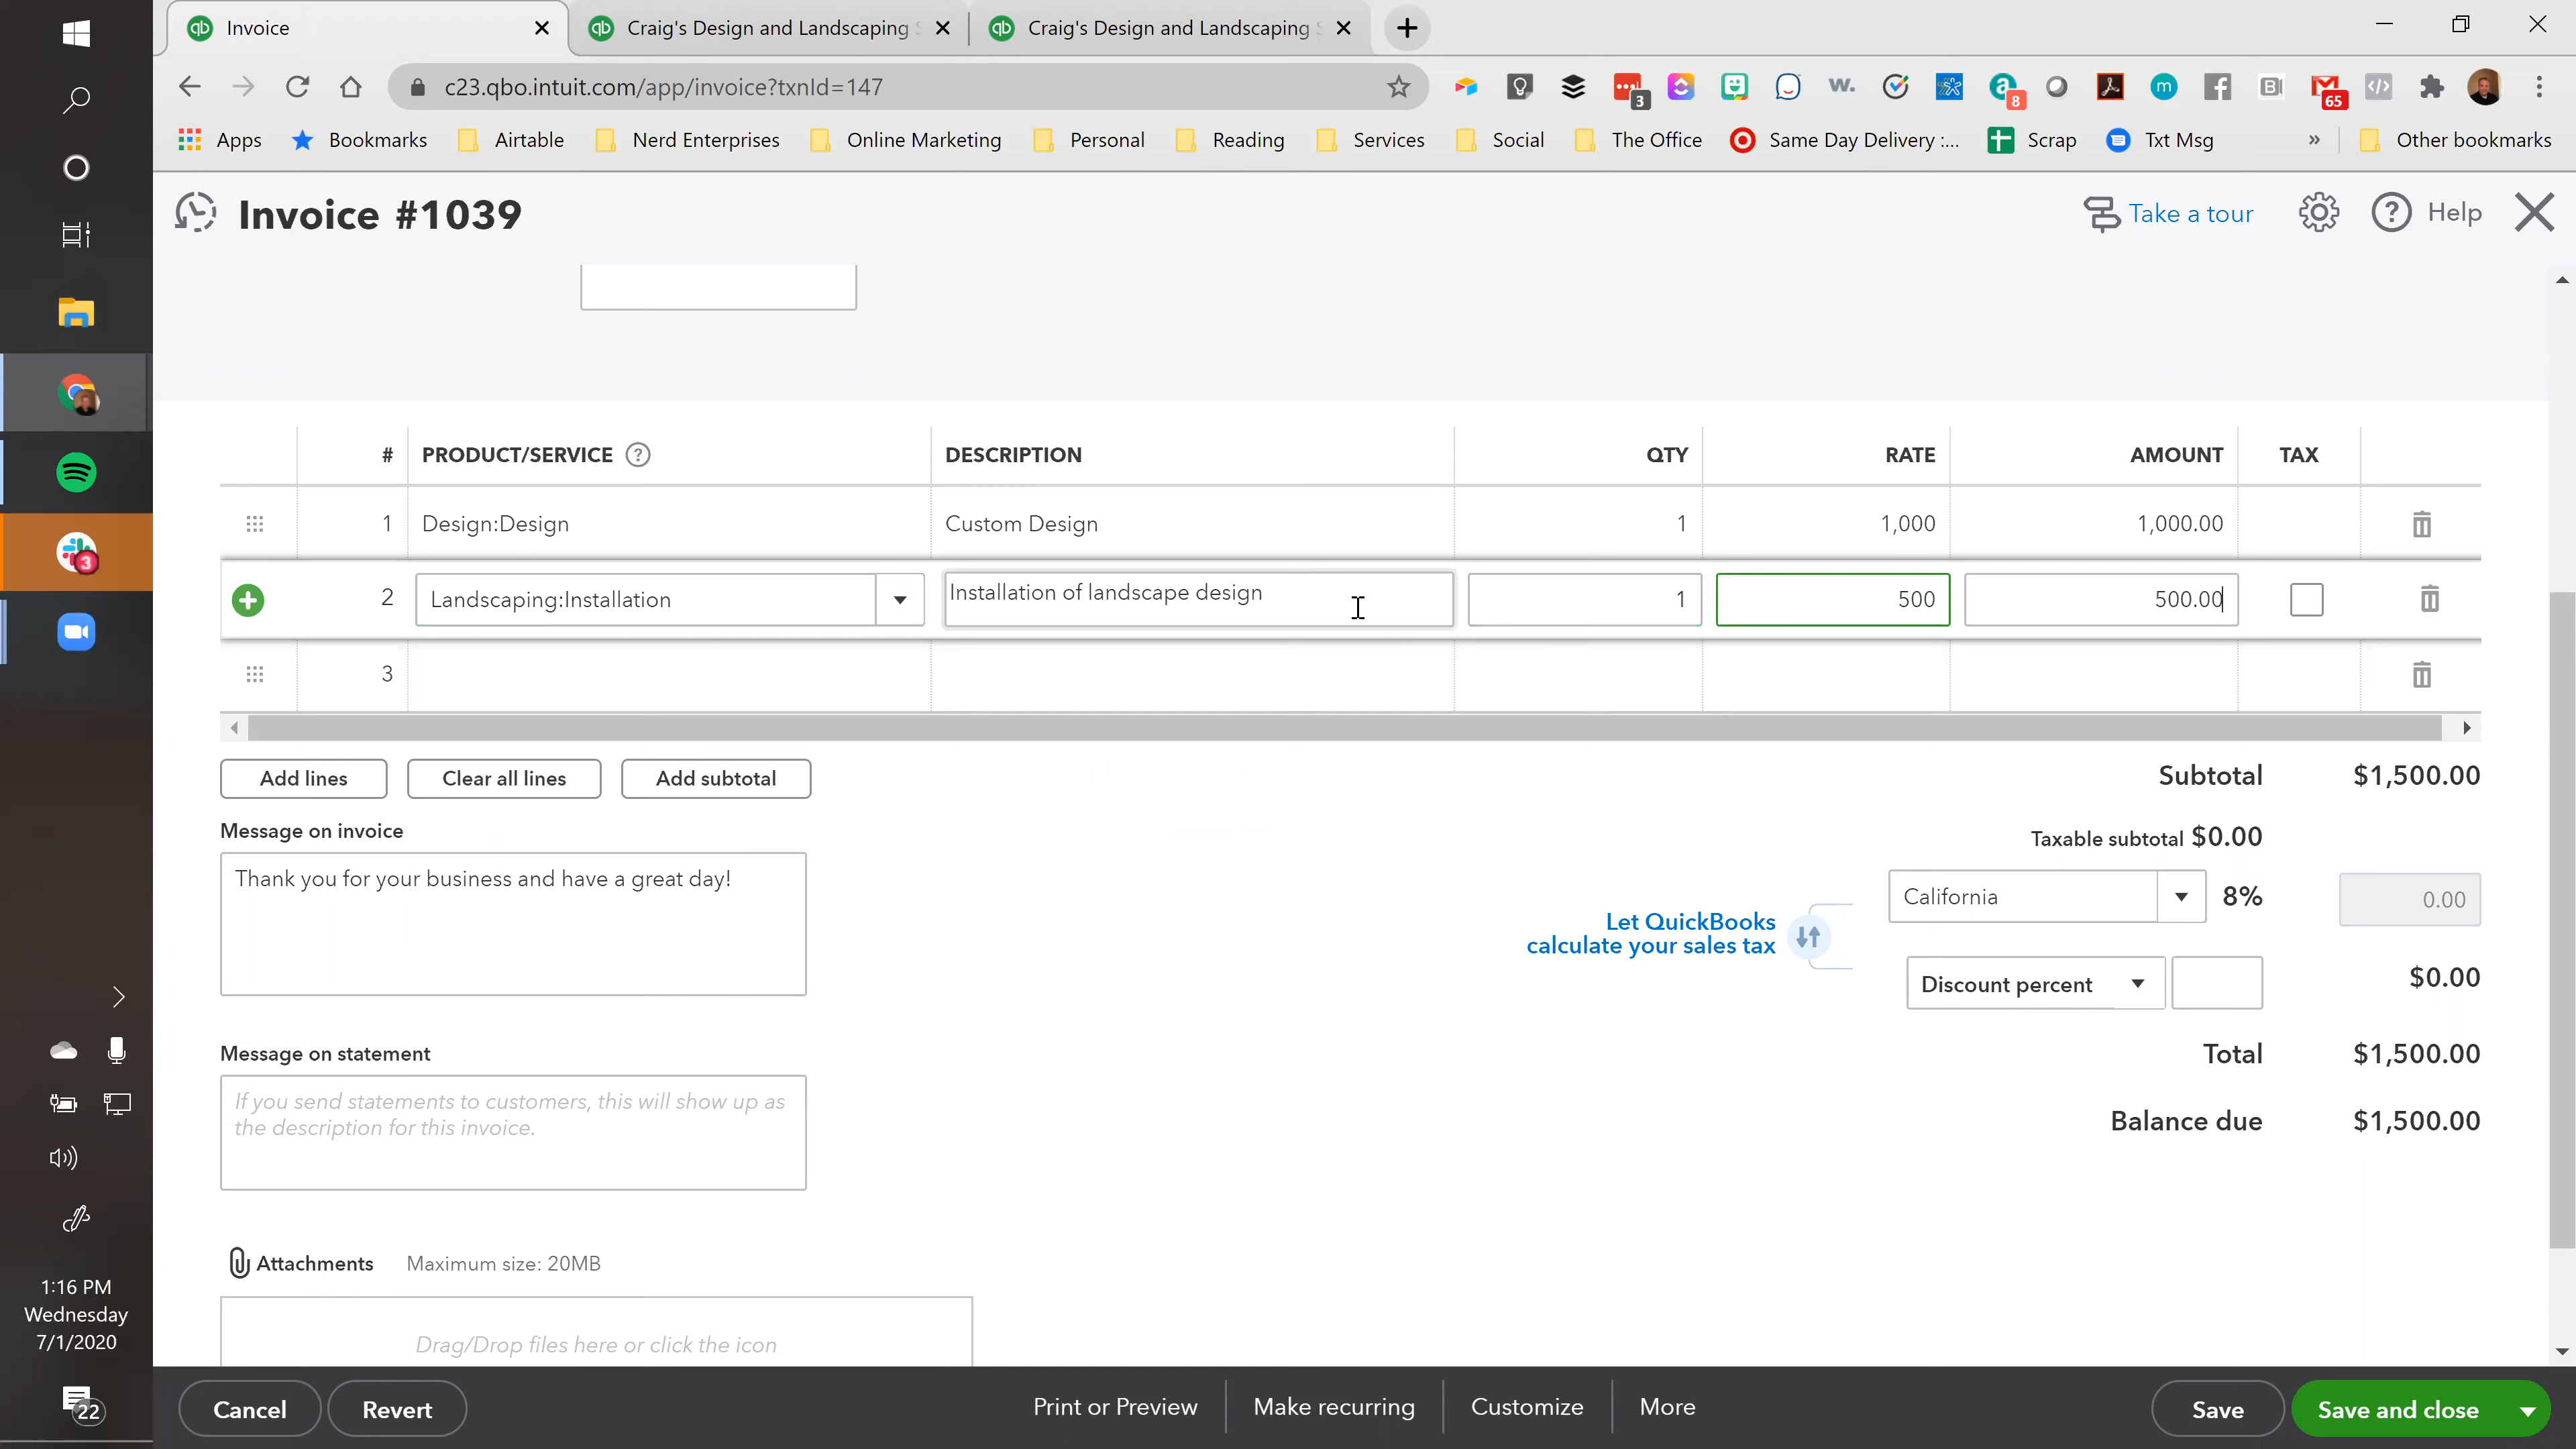 Invoice
Craig's Design and Landscaping
Craig's Design and Landscaping
c23.qbo.intuit.com/app/invoice?txnId=147
3
8
65
Apps
Bookmarks
Airtable
Nerd Enterprises
Online Marketing
Personal
Reading
Services
Social
The Office
Same Day Delivery :...
Scrap
Txt Msg
»
Other bookmarks
Invoice #1039
Take a tour
Help
# PRODUCT/SERVICE DESCRIPTION QTY RATE AMOUNT TAX
1 Design:Design Custom Design 1 1,000 1,000.00
2 Landscaping:Installation Installation of landscape design 1 500 500.00
3
Add lines
Clear all lines
Add subtotal
Subtotal $1,500.00
Message on invoice
Thank you for your business and have a great day!
Taxable subtotal $0.00
Let QuickBooks
calculate your sales tax
California 8% 0.00
Discount percent $0.00
Message on statement
If you send statements to customers, this will show up as
the description for this invoice.
Total $1,500.00
Balance due $1,500.00
Attachments Maximum size: 20MB
Drag/Drop files here or click the icon
Cancel
Revert
Print or Preview
Make recurring
Customize
More
Save
Save and close
3
1:16 PM
Wednesday
7/1/2020
22